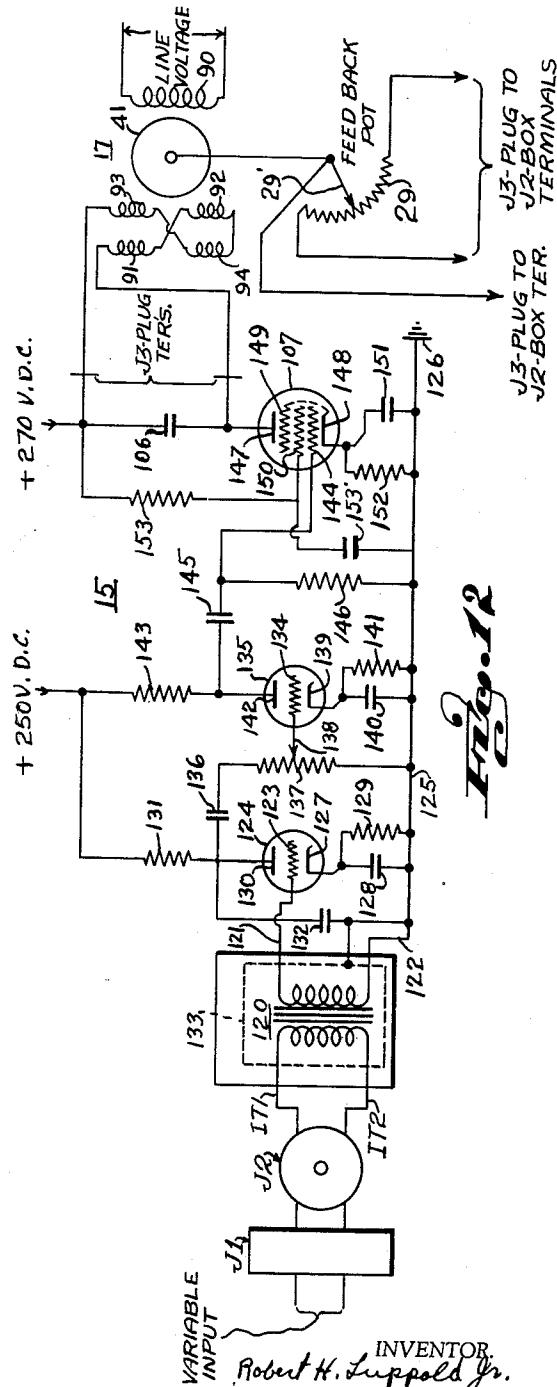 + 250V. D.C.
+ 270 V. D.C.
15
17
LINE
VOLTAGE
90
41
93
91
92
94
J3-PLUG
TER'S.
106
153
143
131
145
149
107
147
150
148
144
153'
151
152
126
146
135
134
142
139
138
141
140
136
137
125
124
123
130
127
129
128
121
132
122
133
120
IT1
IT2
J2
J1
VARIABLE
INPUT
29'
29
FEED BACK
POT
J3-PLUG TO
J2-BOX
TERMINALS
J3-PLUG TO
J2-BOX TER.
Fig. 12
INVENTOR.
Robert H. Luppold Jr.